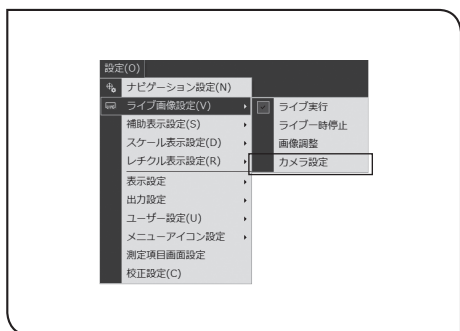 設定(O)
ナビゲーション設定(N)
ライブ画像設定(V)
補助表示設定(S)
スケール表示設定(D)
レチクル表示設定(R)
表示設定
出力設定
ユーザー設定(U)
メニューアイコン設定
測定項目画面設定
校正設定(C)
ライブ実行
ライブ一時停止
画像調整
カメラ設定